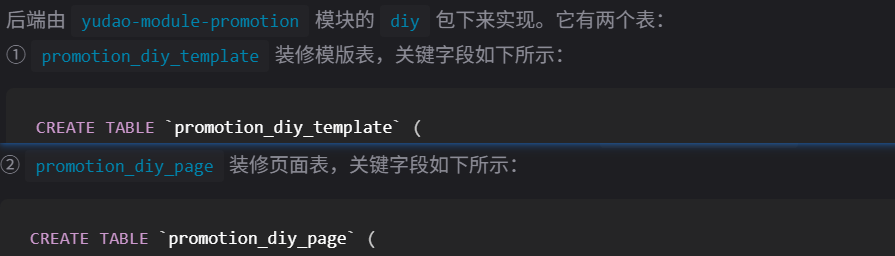 后端由 yudao-module-promotion 模块的 diy 包下来实现。它有两个表：
① promotion_diy_template 装修模版表，关键字段如下所示：
CREATE TABLE `promotion_diy_template` (
② promotion_diy_page 装修页面表，关键字段如下所示：
CREATE TABLE `promotion_diy_page` (